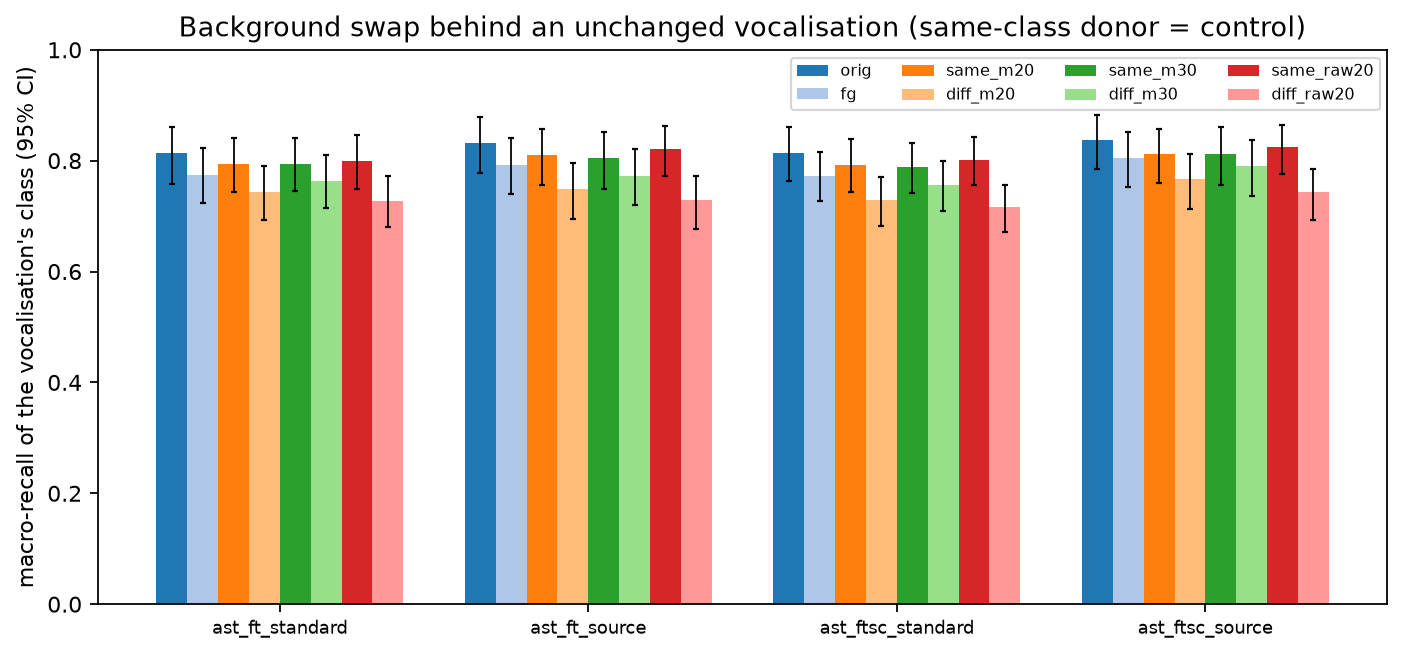 Background swap behind an unchanged vocalisation (same-class donor = control)
macro-recall of the vocalisation's class (95% CI)
1.0
0.8
0.6
0.4
0.2
0.0
orig same_m20 same_m30 same_raw20
fg diff_m20 diff_m30 diff_raw20
ast_ft_standard ast_ft_source ast_ftsc_standard ast_ftsc_source